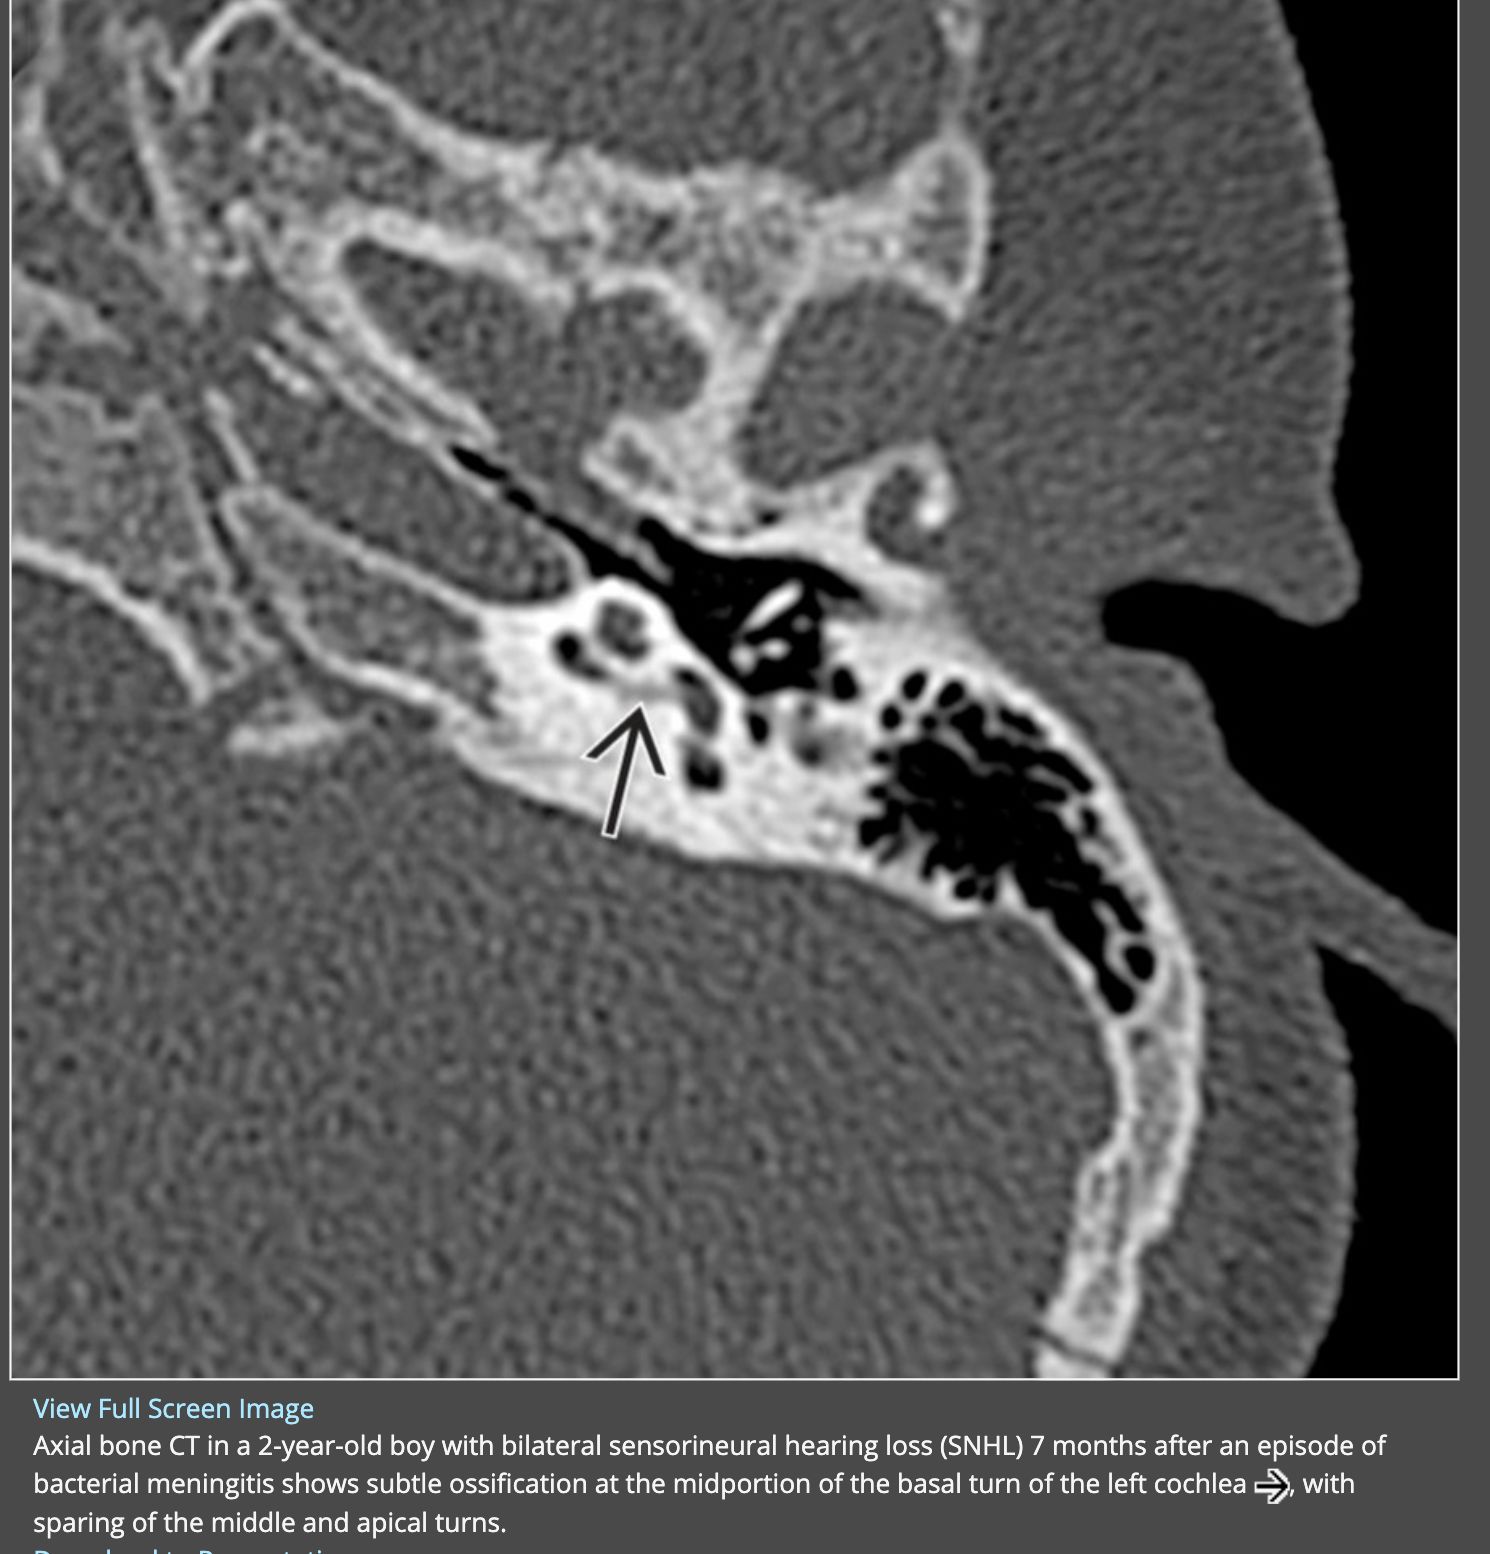 View Full Screen Image
Axial bone CT in a 2-year-old boy with bilateral sensorineural hearing loss (SNHL) 7 months after an episode of
bacterial meningitis shows subtle ossification at the midportion of the basal turn of the left cochlea , with
sparing of the middle and apical turns.